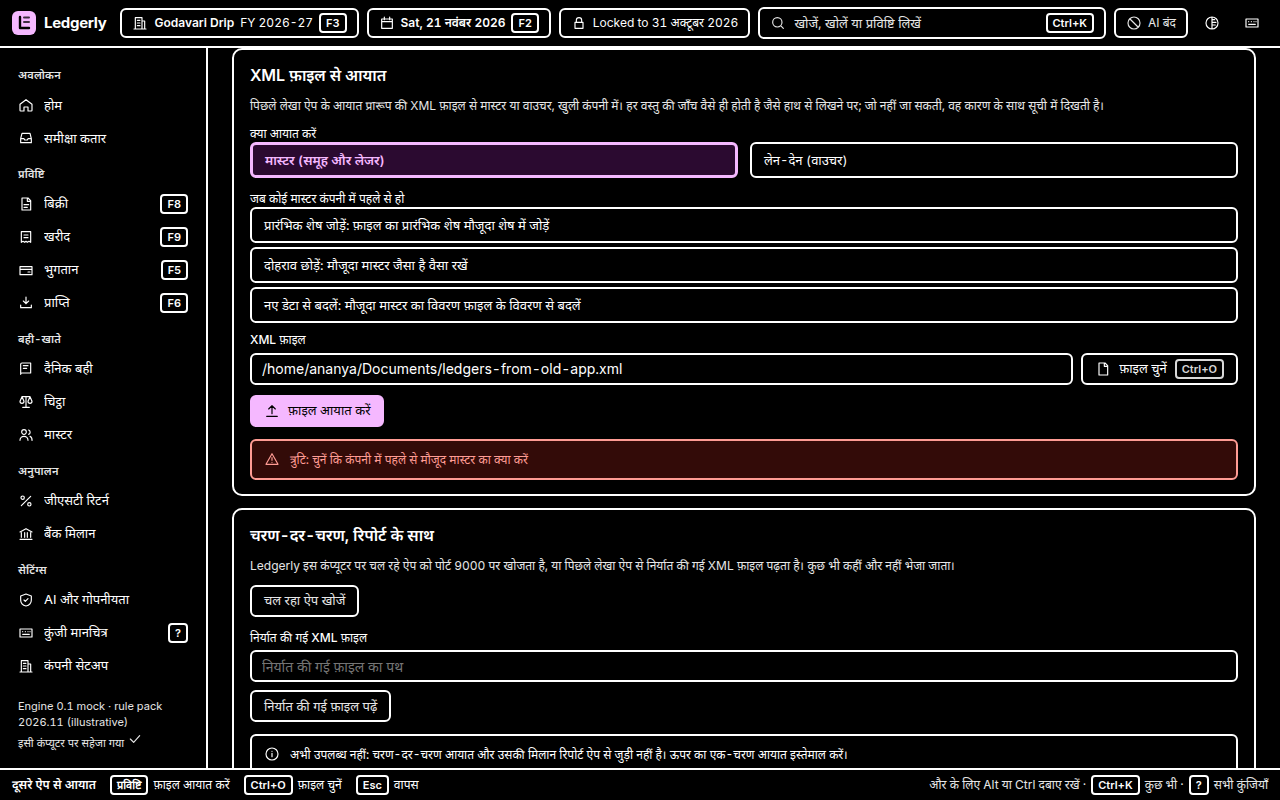 Ledgerly
Godavari Drip FY 2026-27 F3
Sat, 21 नवंबर 2026 F2
Locked to 31 अक्टूबर 2026
खोजें, खोलें या प्रविष्टि लिखें Ctrl+K
AI बंद
अवलोकन
होम
समीक्षा कतार
प्रविष्टि
बिक्री F8
खरीद F9
भुगतान F5
प्राप्ति F6
बही-खाते
दैनिक बही
चिट्ठा
मास्टर
अनुपालन
जीएसटी रिटर्न
बैंक मिलान
सेटिंग्स
AI और गोपनीयता
कुंजी मानचित्र ?
कंपनी सेटअप
Engine 0.1 mock · rule pack
2026.11 (illustrative)
इसी कंप्यूटर पर सहेजा गया
XML फ़ाइल से आयात
पिछले लेखा ऐप के आयात प्रारूप की XML फ़ाइल से मास्टर या वाउचर, खुली कंपनी में। हर वस्तु की जाँच वैसे ही होती है जैसे हाथ से लिखने पर; जो नहीं जा सकती, वह कारण के साथ सूची में दिखती है।
क्या आयात करें
मास्टर (समूह और लेजर)
लेन-देन (वाउचर)
जब कोई मास्टर कंपनी में पहले से हो
प्रारंभिक शेष जोड़ें: फ़ाइल का प्रारंभिक शेष मौजूदा शेष में जोड़ें
दोहराव छोड़ें: मौजूदा मास्टर जैसा है वैसा रखें
नए डेटा से बदलें: मौजूदा मास्टर का विवरण फ़ाइल के विवरण से बदलें
XML फ़ाइल
/home/ananya/Documents/ledgers-from-old-app.xml
फ़ाइल चुनें Ctrl+O
फ़ाइल आयात करें
त्रुटि: चुनें कि कंपनी में पहले से मौजूद मास्टर का क्या करें
चरण-दर-चरण, रिपोर्ट के साथ
Ledgerly इस कंप्यूटर पर चल रहे ऐप को पोर्ट 9000 पर खोजता है, या पिछले लेखा ऐप से निर्यात की गई XML फ़ाइल पढ़ता है। कुछ भी कहीं और नहीं भेजा जाता।
चल रहा ऐप खोजें
निर्यात की गई XML फ़ाइल
निर्यात की गई फ़ाइल का पथ
निर्यात की गई फ़ाइल पढ़ें
अभी उपलब्ध नहीं: चरण-दर-चरण आयात और उसकी मिलान रिपोर्ट ऐप से जुड़ी नहीं है। ऊपर का एक-चरण आयात इस्तेमाल करें।
दूसरे ऐप से आयात प्रविष्टि फ़ाइल आयात करें Ctrl+O फ़ाइल चुनें Esc वापस
और के लिए Alt या Ctrl दबाए रखें · Ctrl+K कुछ भी · ? सभी कुंजियाँ